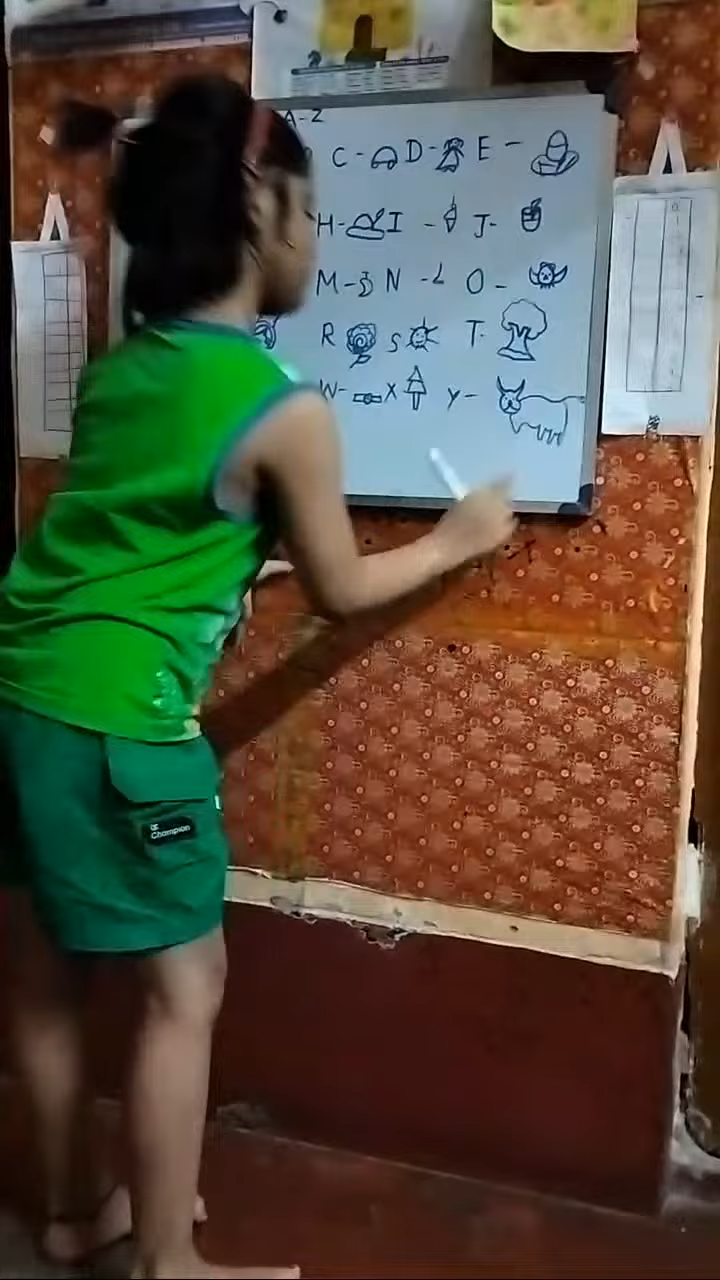 A-Z
C - D - E -
H - I - J -
M - N - O -
R S T -
W - X Y -
Champion